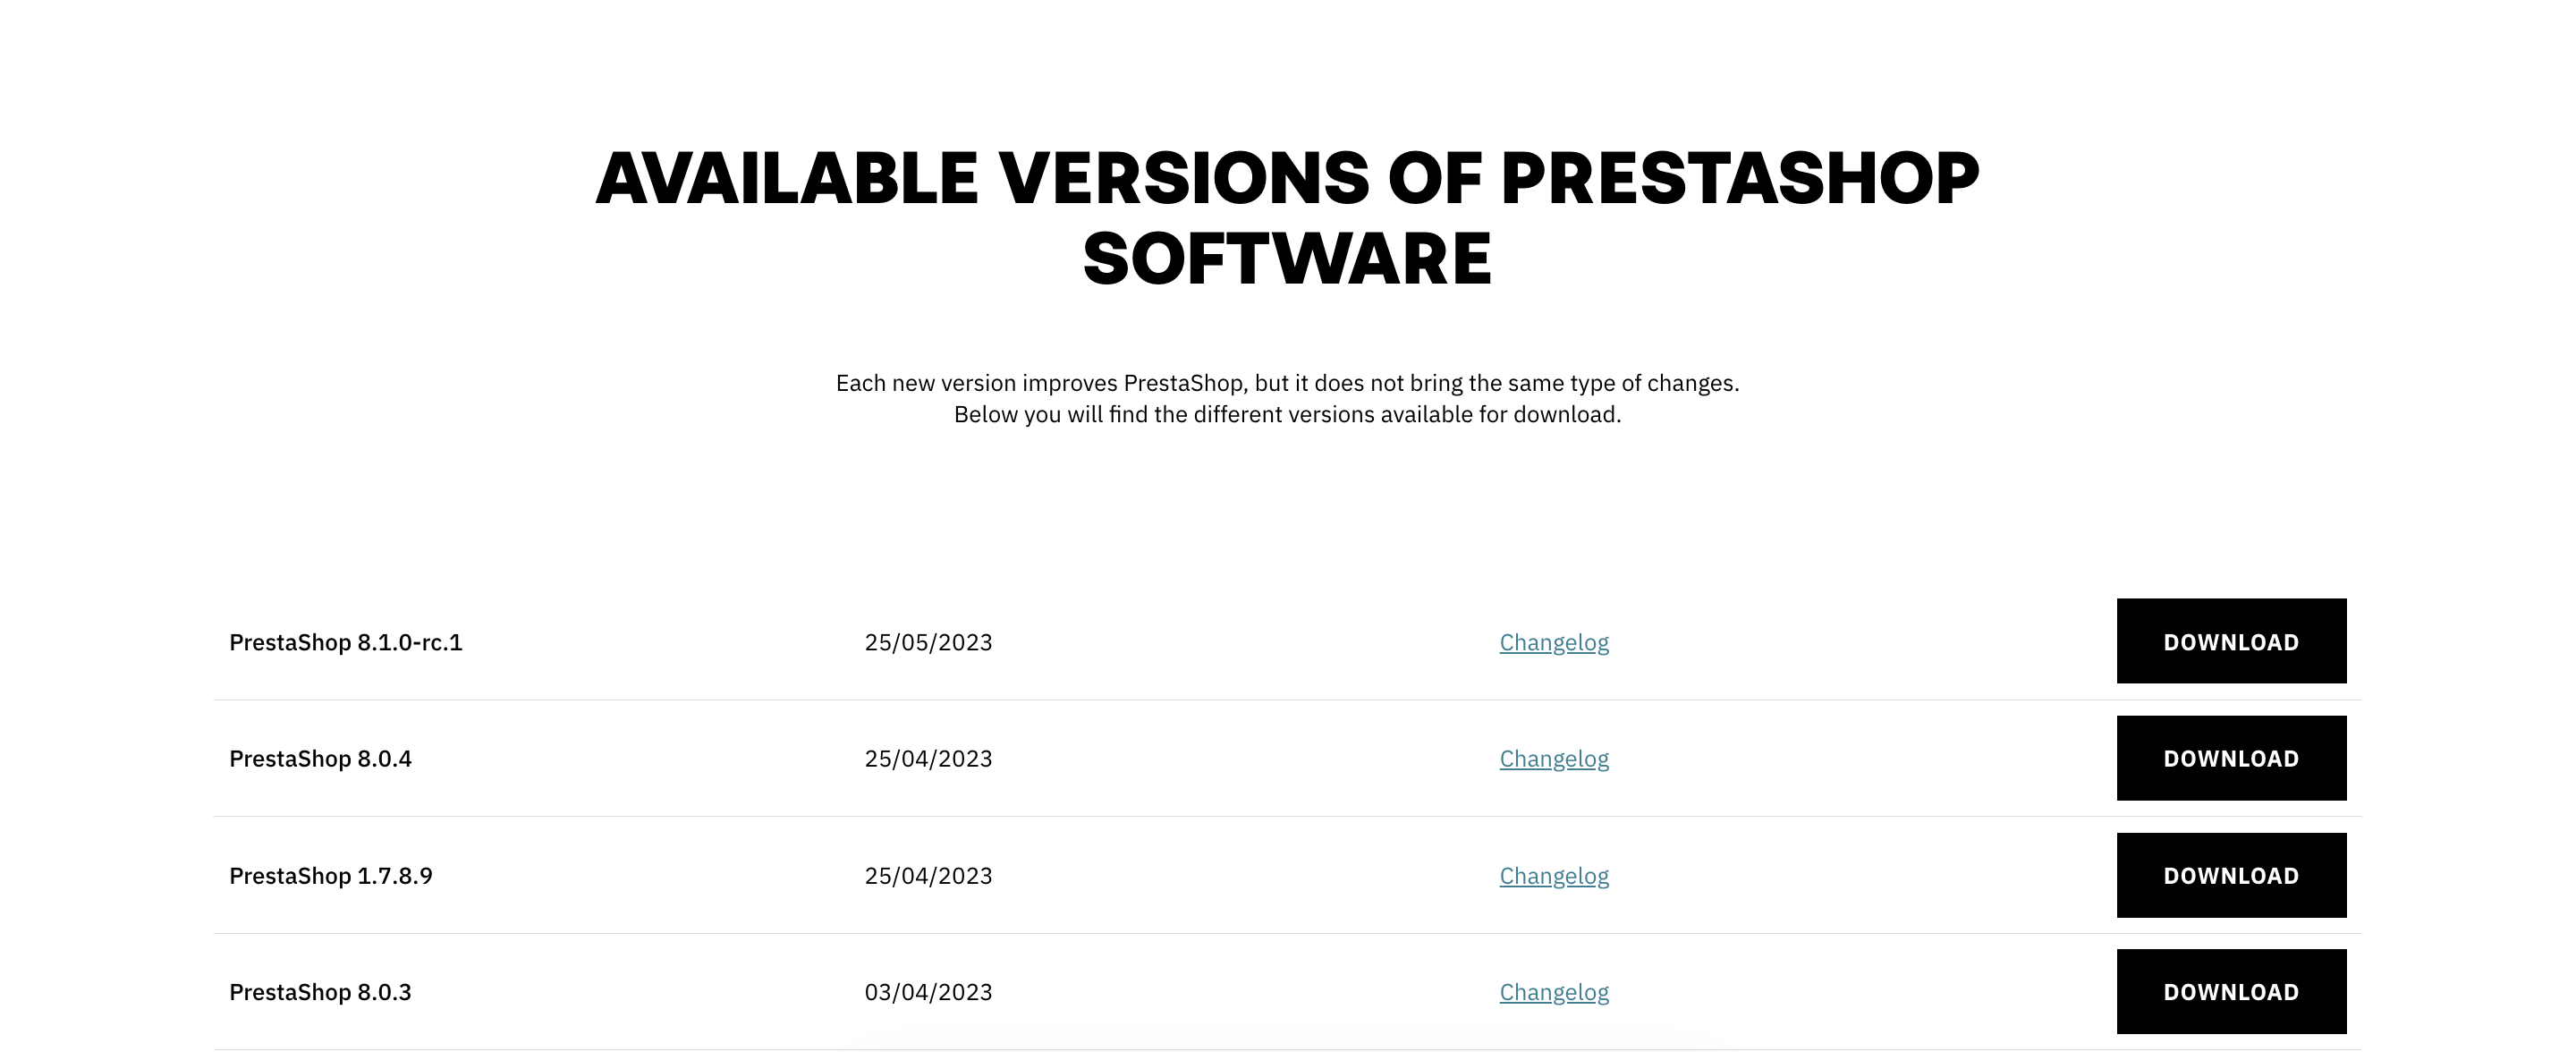 AVAILABLE VERSIONS OF PRESTASHOP
SOFTWARE
Each new version improves PrestaShop, but it does not bring the same type of changes.
Below you will find the different versions available for download.
PrestaShop 8.1.0-rc.1 25/05/2023 Changelog DOWNLOAD
PrestaShop 8.0.4 25/04/2023 Changelog DOWNLOAD
PrestaShop 1.7.8.9 25/04/2023 Changelog DOWNLOAD
PrestaShop 8.0.3 03/04/2023 Changelog DOWNLOAD